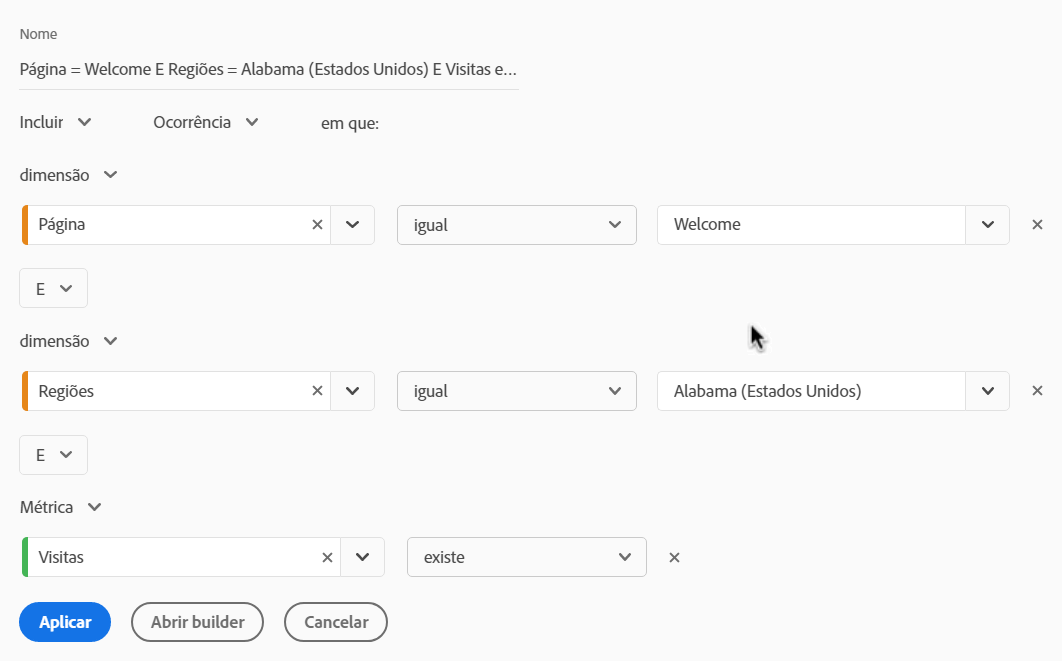 Nome
Página = Welcome E Regiões = Alabama (Estados Unidos) E Visitas e...
Incluir Ocorrência em que:
dimensão
Página igual Welcome
E
dimensão
Regiões igual Alabama (Estados Unidos)
E
Métrica
Visitas existe
Aplicar Abrir builder Cancelar